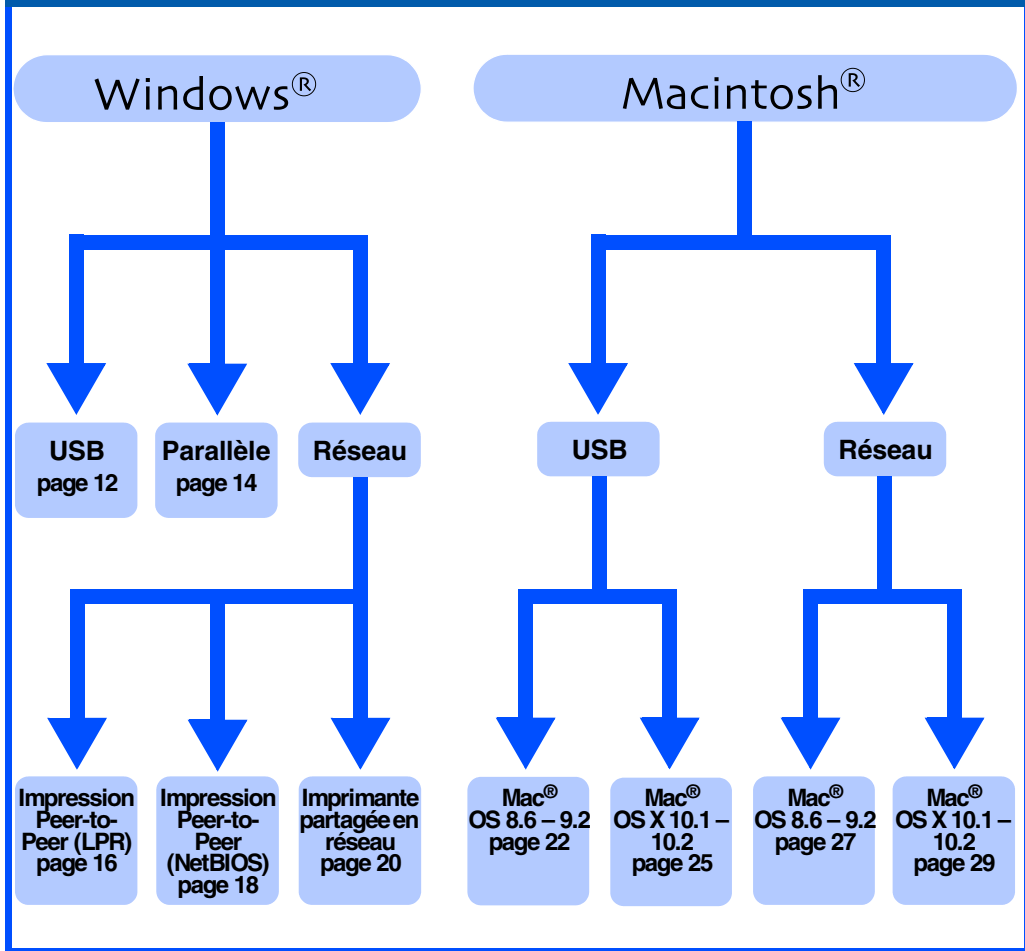 Windows®
Macintosh®
USB
page 12
Parallèle
page 14
Réseau
USB
Réseau
Impression
Peer-to-
Peer (LPR)
page 16
Impression
Peer-to-
Peer
(NetBIOS)
page 18
Imprimante
partagée en
réseau
page 20
Mac®
OS 8.6 – 9.2
page 22
Mac®
OS X 10.1 –
10.2
page 25
Mac®
OS 8.6 – 9.2
page 27
Mac®
OS X 10.1 –
10.2
page 29